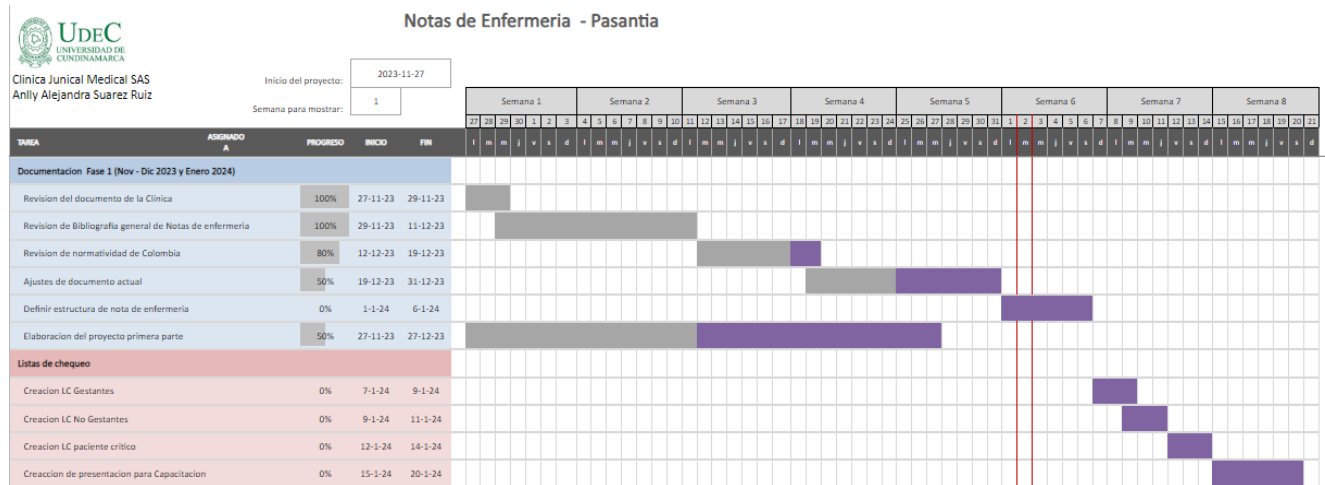 Notas de Enfermeria - Pasantia
UDEC
UNIVERSIDAD DE
CUNDINAMARCA
Clinica Junical Medical SAS
Anlly Alejandra Suarez Ruiz
Inicio del proyecto: 2023-11-27
Semana para mostrar: 1
Semana 1 Semana 2 Semana 3 Semana 4 Semana 5 Semana 6 Semana 7 Semana 8
27 28 29 30 1 2 3 4 5 6 7 8 9 10 11 12 13 14 15 16 17 18 19 20 21 22 23 24 25 26 27 28 29 30 31 1 2 3 4 5 6 7 8 9 10 11 12 13 14 15 16 17 18 19 20 21
TAREA ASIGNADO A PROGRESO INICIO FIN l m m j v s d l m m j v s d l m m j v s d l m m j v s d l m m j v s d l m m j v s d l m m j v s d l m m j v s d
Documentacion Fase 1 (Nov - Dic 2023 y Enero 2024)
Revision del documento de la Clinica 100% 27-11-23 29-11-23
Revision de Bibliografia general de Notas de enfermeria 100% 29-11-23 11-12-23
Revision de normatividad de Colombia 80% 12-12-23 19-12-23
Ajustes de documento actual 50% 19-12-23 31-12-23
Definir estructura de nota de enfermeria 0% 1-1-24 6-1-24
Elaboracion del proyecto primera parte 50% 27-11-23 27-12-23
Listas de chequeo
Creacion LC Gestantes 0% 7-1-24 9-1-24
Creacion LC No Gestantes 0% 9-1-24 11-1-24
Creacion LC paciente critico 0% 12-1-24 14-1-24
Creaccion de presentacion para Capacitacion 0% 15-1-24 20-1-24